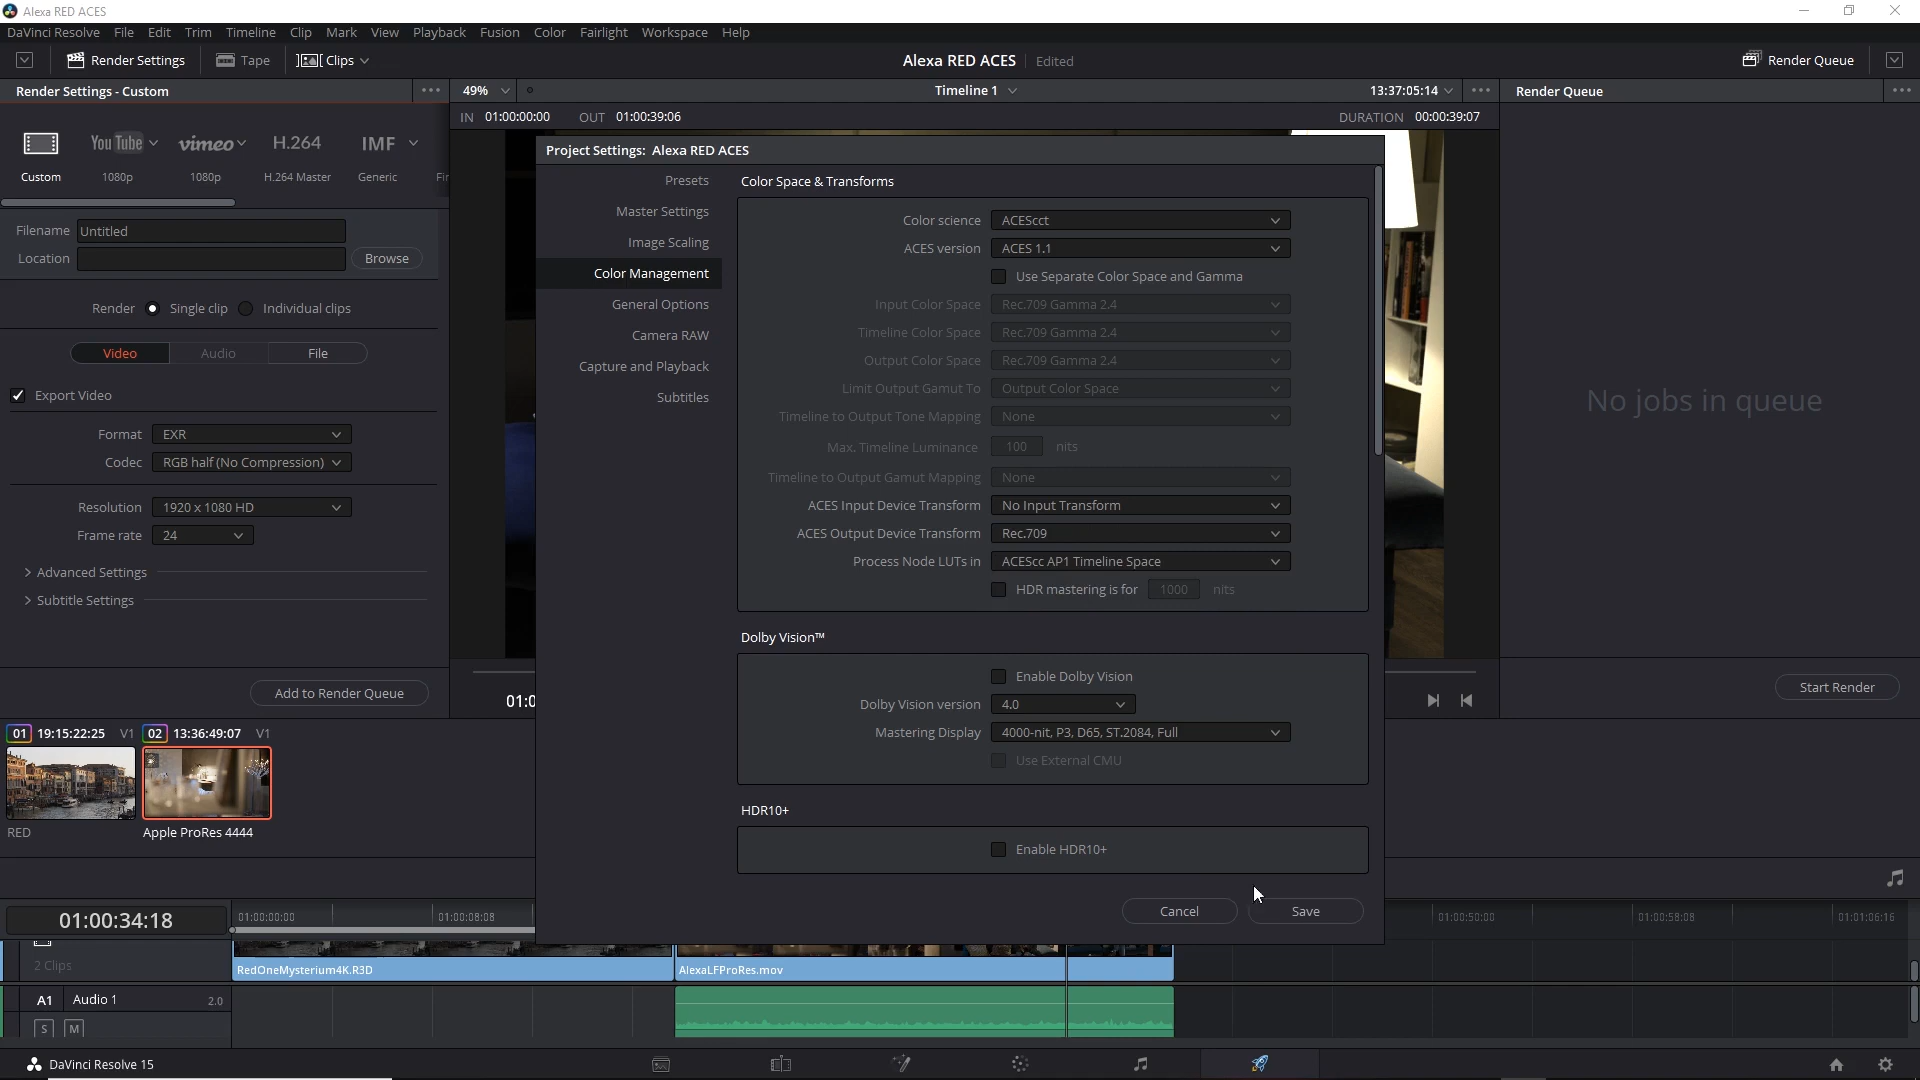 Alexa RED ACES
DaVinci Resolve File Edit Trim Timeline Clip Mark View Playback Fusion Color Fairlight Workspace Help
Render Settings Tape Clips Alexa RED ACES Edited Render Queue
Render Settings - Custom 49% Timeline 1 13:37:05:14 Render Queue
IN 01:00:00:00 OUT 01:00:39:06 DURATION 00:00:39:07
YouTube vimeo H.264 IMF
Custom 1080p 1080p H.264 Master Generic
Filename Untitled
Location Browse
Render Single clip Individual clips
Video Audio File
Export Video
Format EXR
Codec RGB half (No Compression)
Resolution 1920 x 1080 HD
Frame rate 24
Advanced Settings
Subtitle Settings
Add to Render Queue
Project Settings: Alexa RED ACES
Presets
Master Settings
Image Scaling
Color Management
General Options
Camera RAW
Capture and Playback
Subtitles
Color Space & Transforms
Color science ACEScct
ACES version ACES 1.1
Use Separate Color Space and Gamma
Input Color Space Rec.709 Gamma 2.4
Timeline Color Space Rec.709 Gamma 2.4
Output Color Space Rec.709 Gamma 2.4
Limit Output Gamut To Output Color Space
Timeline to Output Tone Mapping None
Max. Timeline Luminance 100 nits
Timeline to Output Gamut Mapping None
ACES Input Device Transform No Input Transform
ACES Output Device Transform Rec.709
Process Node LUTs in ACEScc AP1 Timeline Space
HDR mastering is for 1000 nits
Dolby Vision™
Enable Dolby Vision
Dolby Vision version 4.0
Mastering Display 4000-nit, P3, D65, ST.2084, Full
Use External CMU
HDR10+
Enable HDR10+
Cancel Save
No jobs in queue
Start Render
01 19:15:22:25 V1 02 13:36:49:07 V1
RED Apple ProRes 4444
01:00:34:18 01:00:00:00 01:00:08:08 01:00:50:00 01:00:58:08 01:01:06:16
2 Clips
RedOneMysterium4K.R3D AlexaLFProRes.mov
A1 Audio 1 2.0
S M
DaVinci Resolve 15